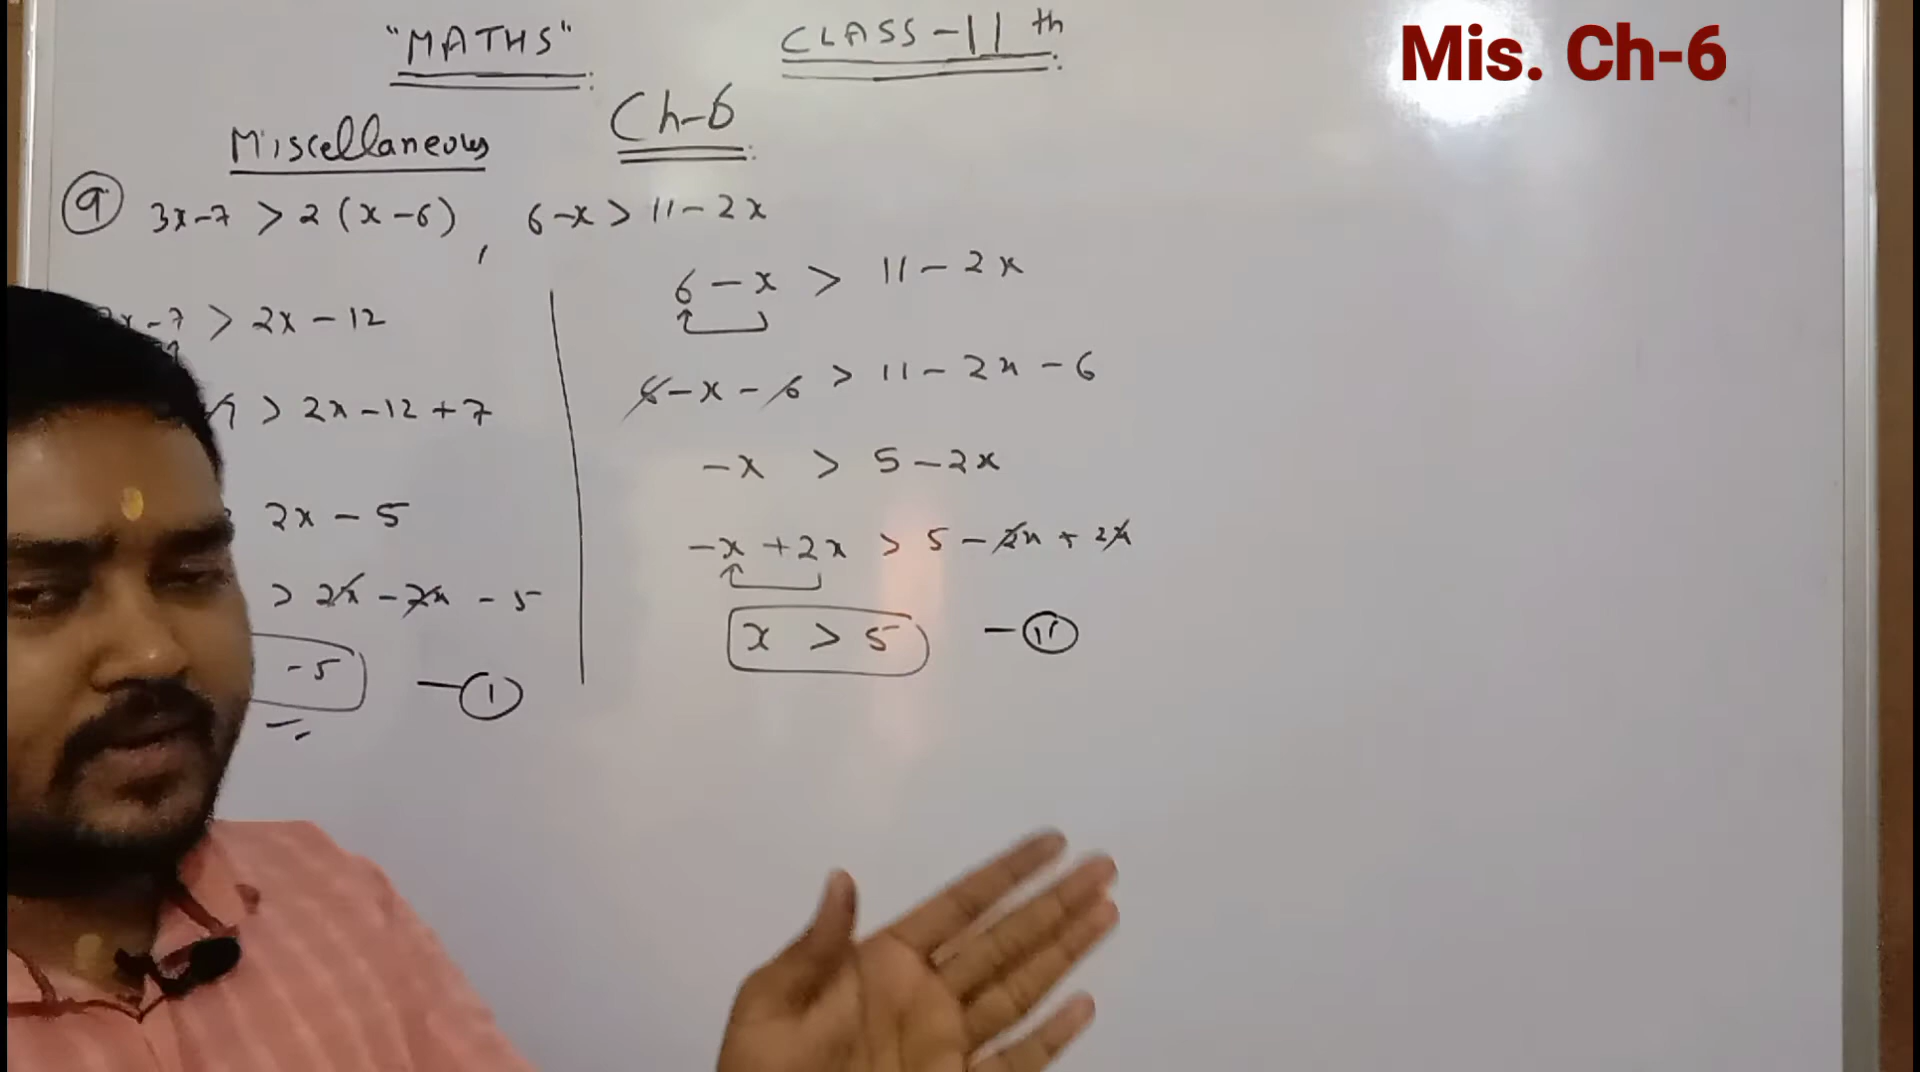 "MATHS" CLASS-11th
Mis. Ch-6
Miscellaneous Ch-6
9 3x-7 > 2(x-6), 6-x > 11-2x
x-7 > 2x-12
> 2x-12+7
2x-5
> 2x-2x-5
-5 —①
6-x > 11-2x
6-x-6 > 11-2x-6
-x > 5-2x
-x+2x > 5-2x+2x
x > 5 —(ii)